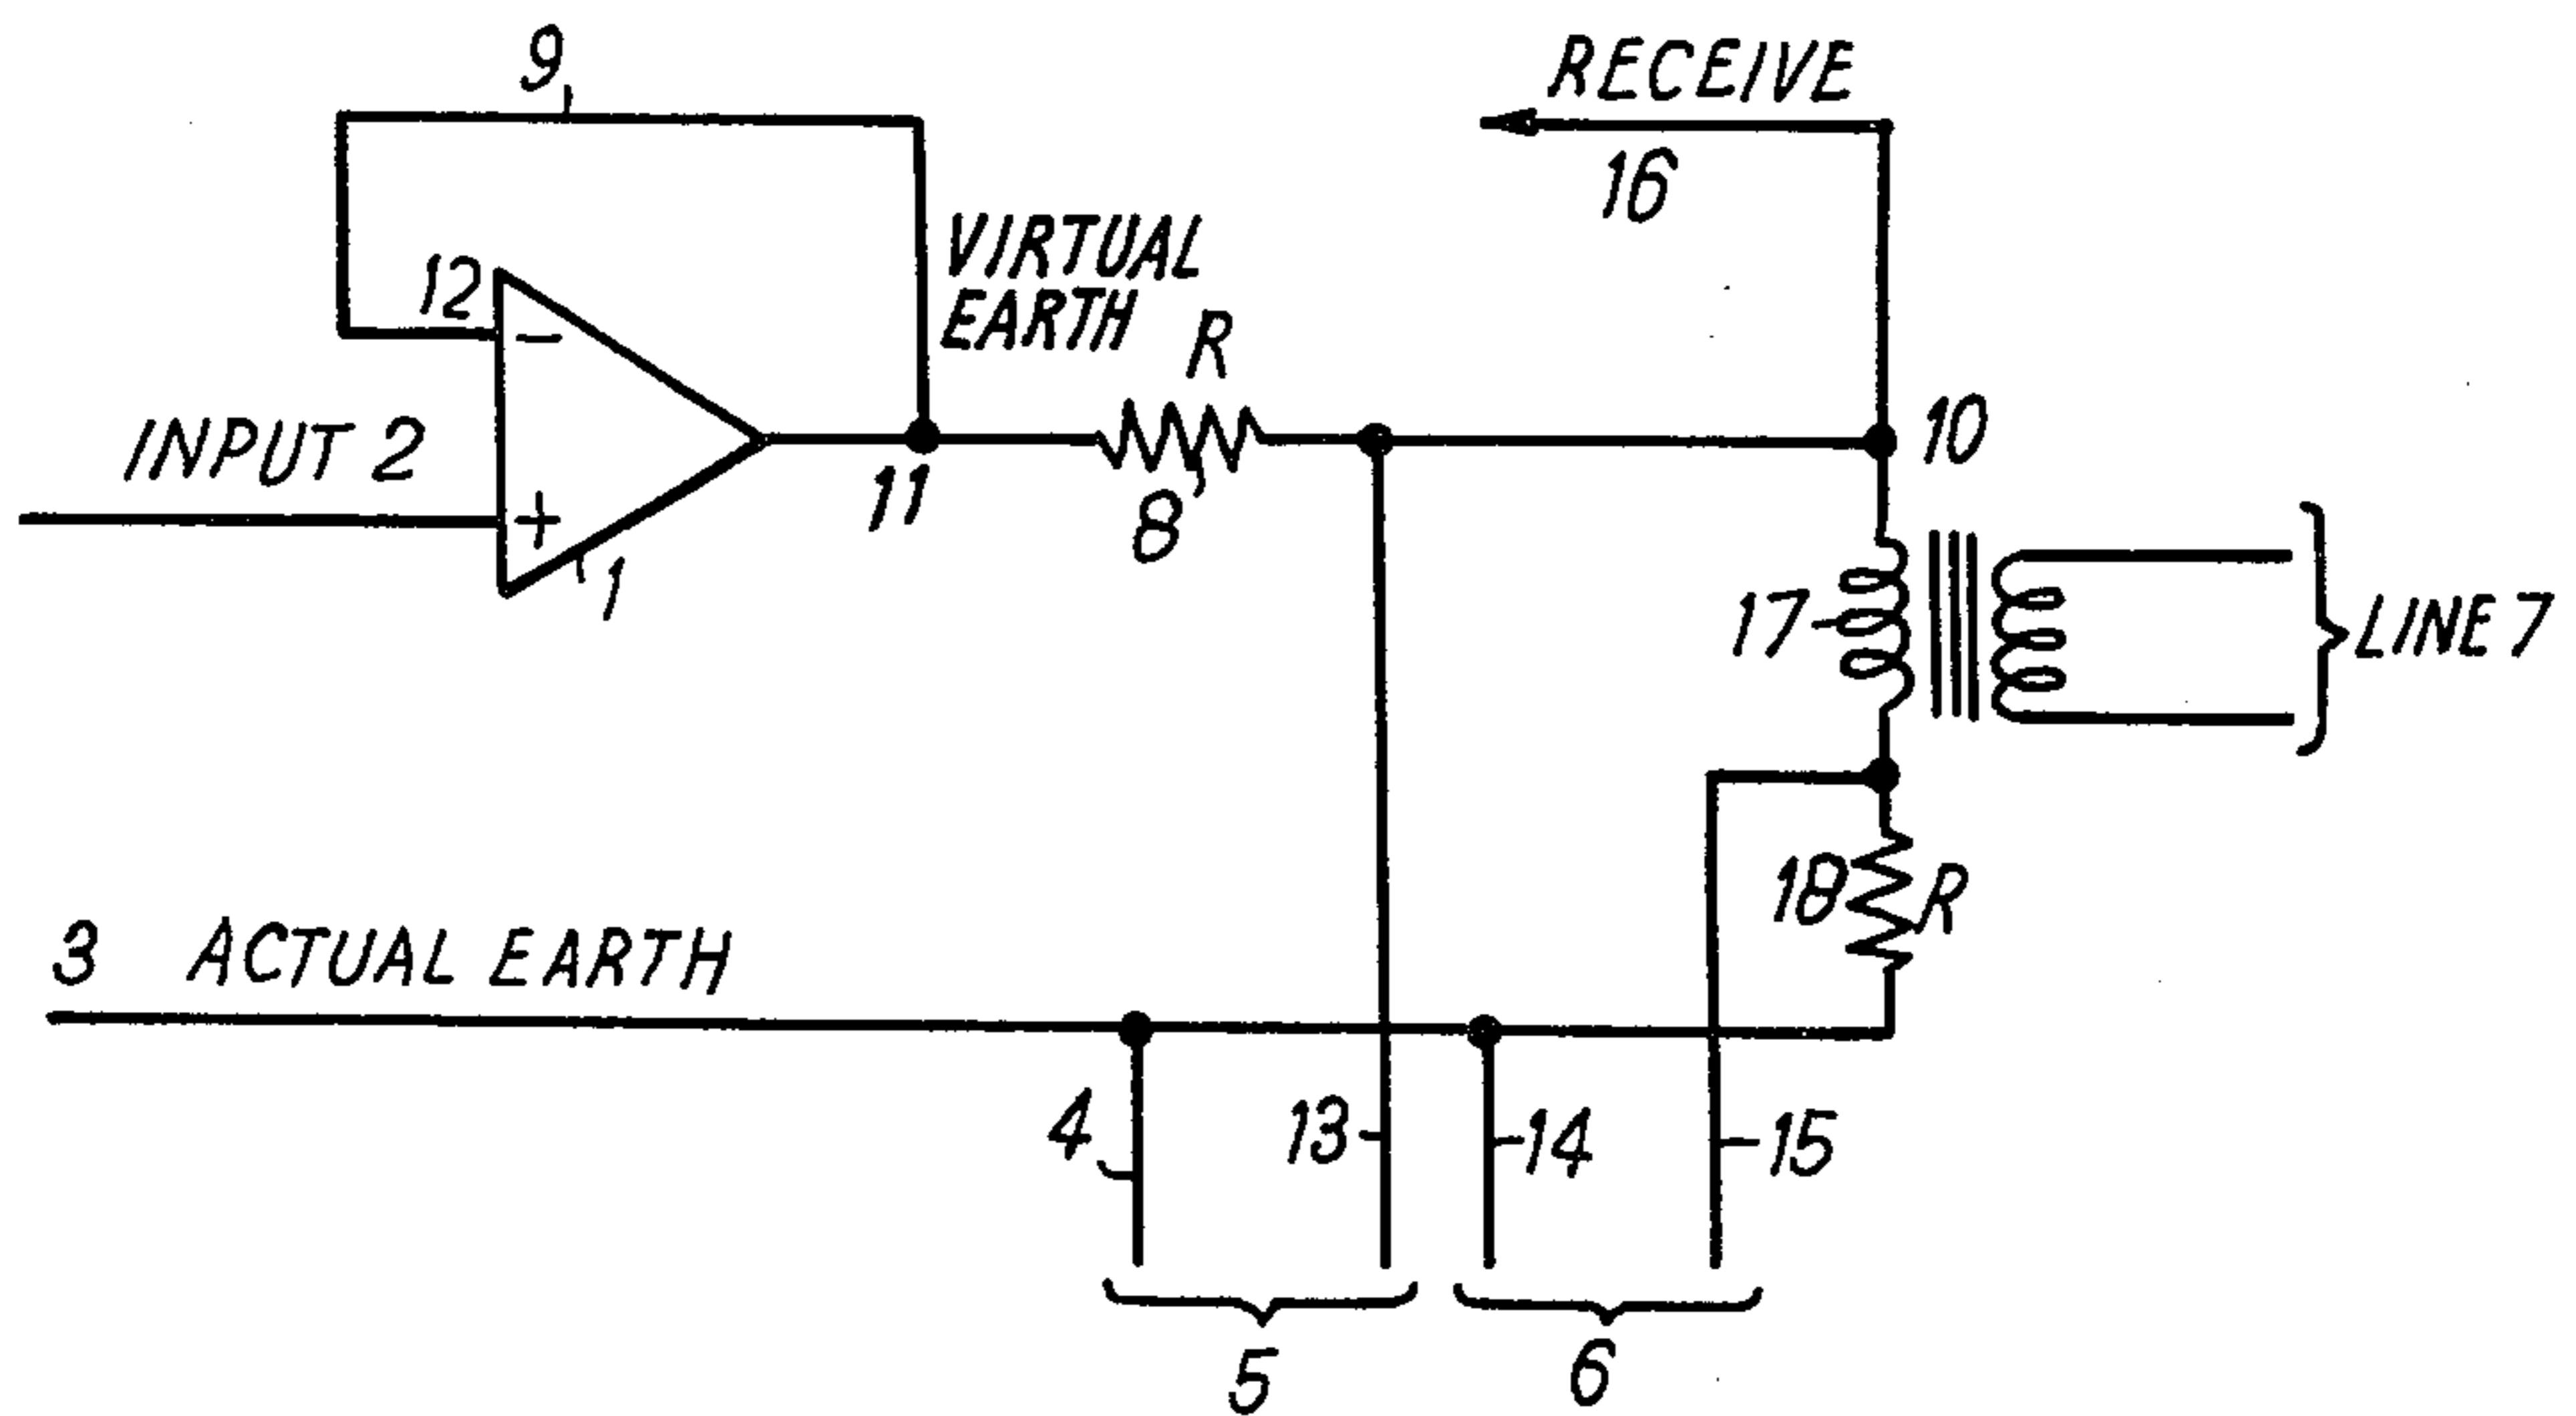 9
RECEIVE
16
VIRTUAL
EARTH
12
−
R
INPUT 2
10
+
11
8
1
17
LINE 7
18 R
3 ACTUAL EARTH
4
13
14
15
5
6